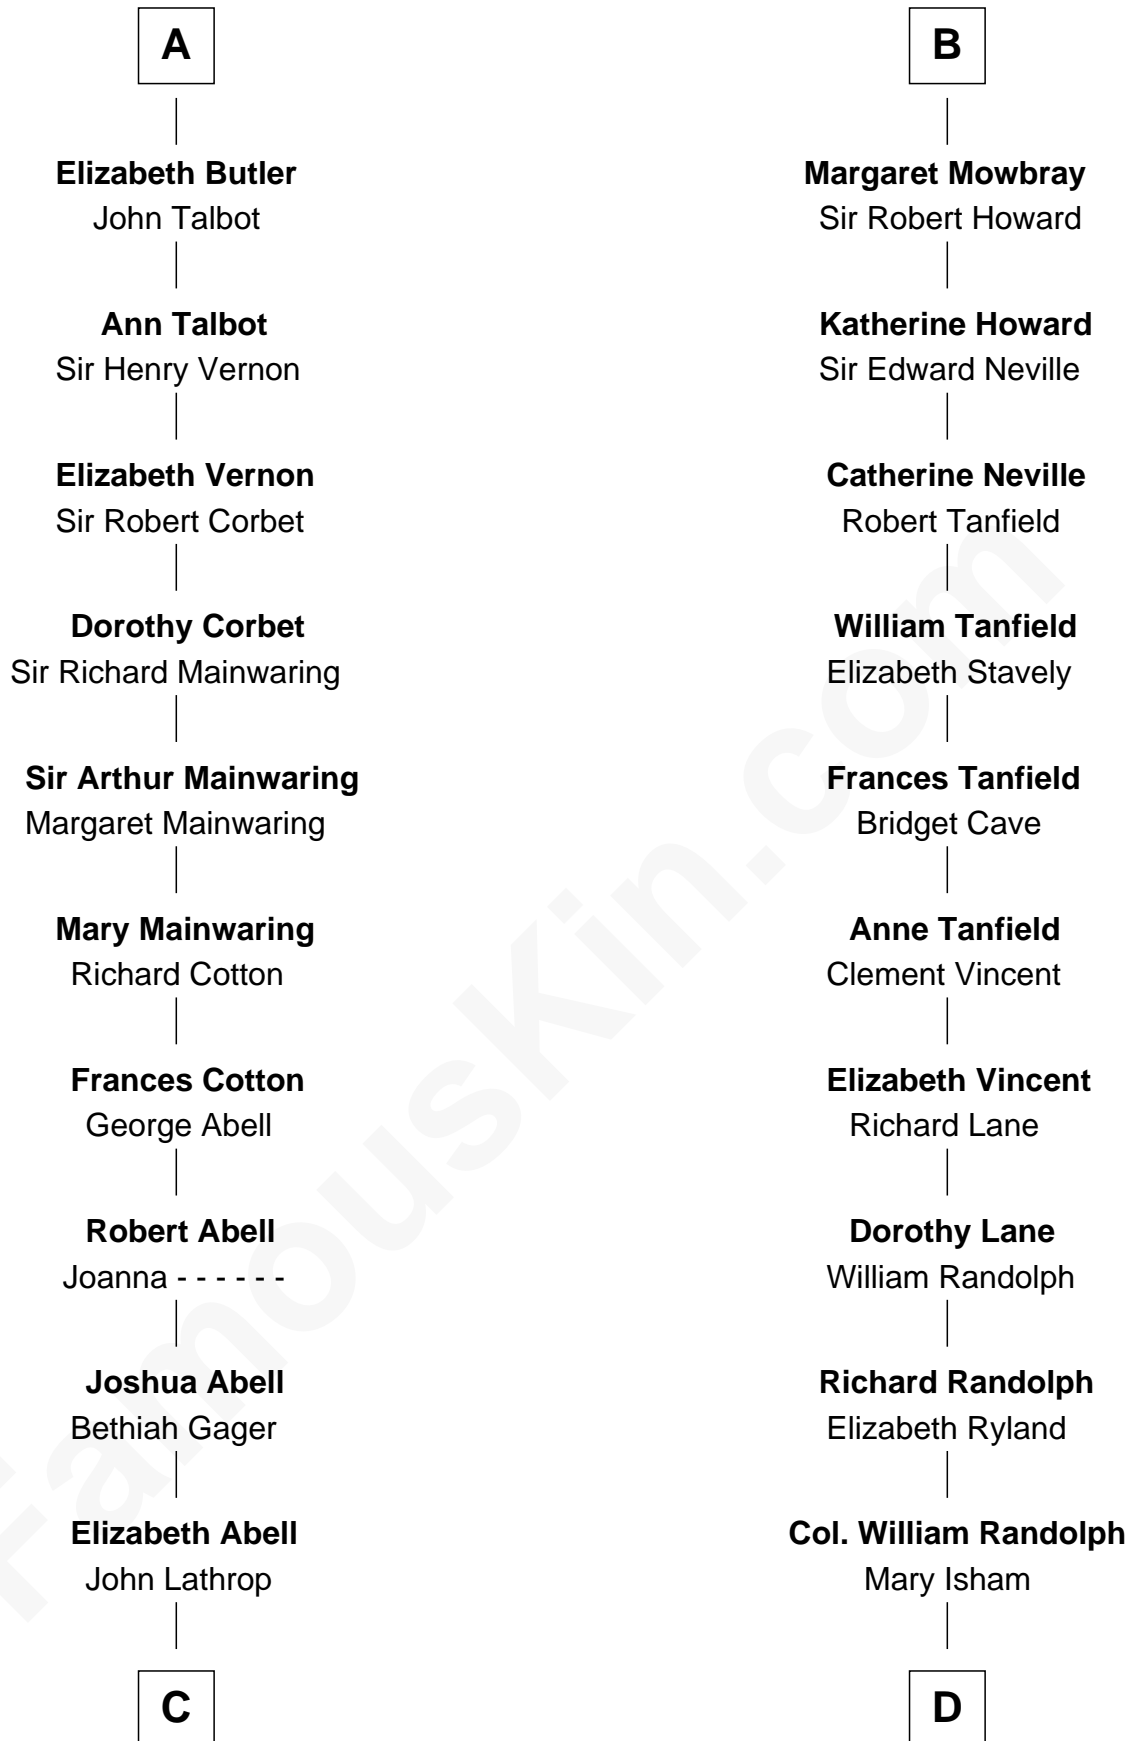 A
Elizabeth Butler
John Talbot
Ann Talbot
Sir Henry Vernon
Elizabeth Vernon
Sir Robert Corbet
Dorothy Corbet
Sir Richard Mainwaring
Sir Arthur Mainwaring
Margaret Mainwaring
Mary Mainwaring
Richard Cotton
Frances Cotton
George Abell
Robert Abell
Joanna - - - - - -
Joshua Abell
Bethiah Gager
Elizabeth Abell
John Lathrop
C
B
Margaret Mowbray
Sir Robert Howard
Katherine Howard
Sir Edward Neville
Catherine Neville
Robert Tanfield
William Tanfield
Elizabeth Stavely
Frances Tanfield
Bridget Cave
Anne Tanfield
Clement Vincent
Elizabeth Vincent
Richard Lane
Dorothy Lane
William Randolph
Richard Randolph
Elizabeth Ryland
Col. William Randolph
Mary Isham
D
FamousKin.com